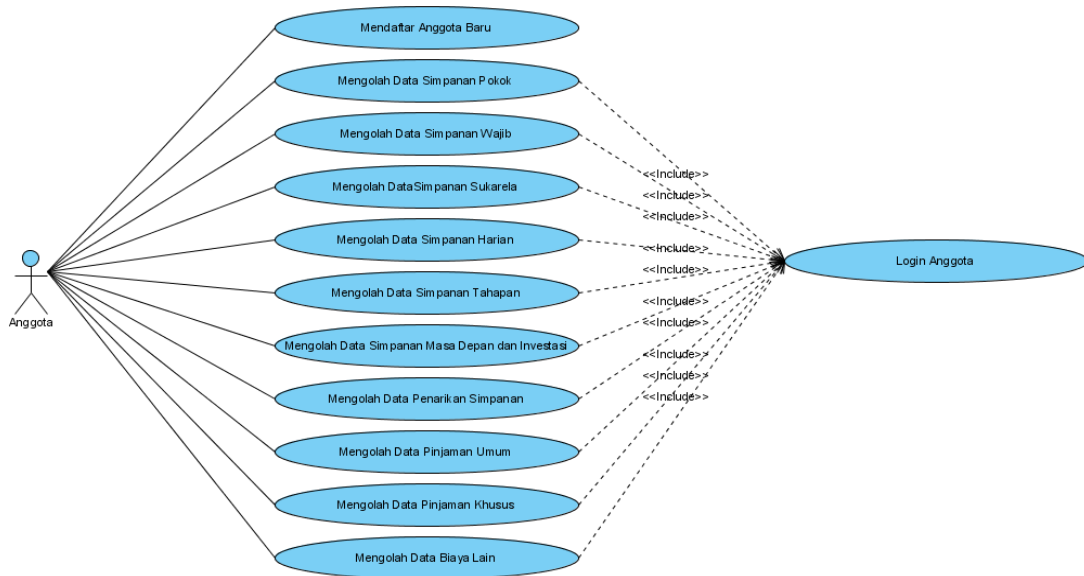 Mendaftar Anggota Baru
Mengolah Data Simpanan Pokok
Mengolah Data Simpanan Wajib
Mengolah DataSimpanan Sukarela
Mengolah Data Simpanan Harian
Mengolah Data Simpanan Tahapan
Mengolah Data Simpanan Masa Depan dan Investasi
Mengolah Data Penarikan Simpanan
Mengolah Data Pinjaman Umum
Mengolah Data Pinjaman Khusus
Mengolah Data Biaya Lain
Anggota
<<Include>>
<<Include>>
<<Include>>
<<Include>>
<<Include>>
<<Include>>
<<Include>>
<<Include>>
<<Include>>
<<Include>>
Login Anggota